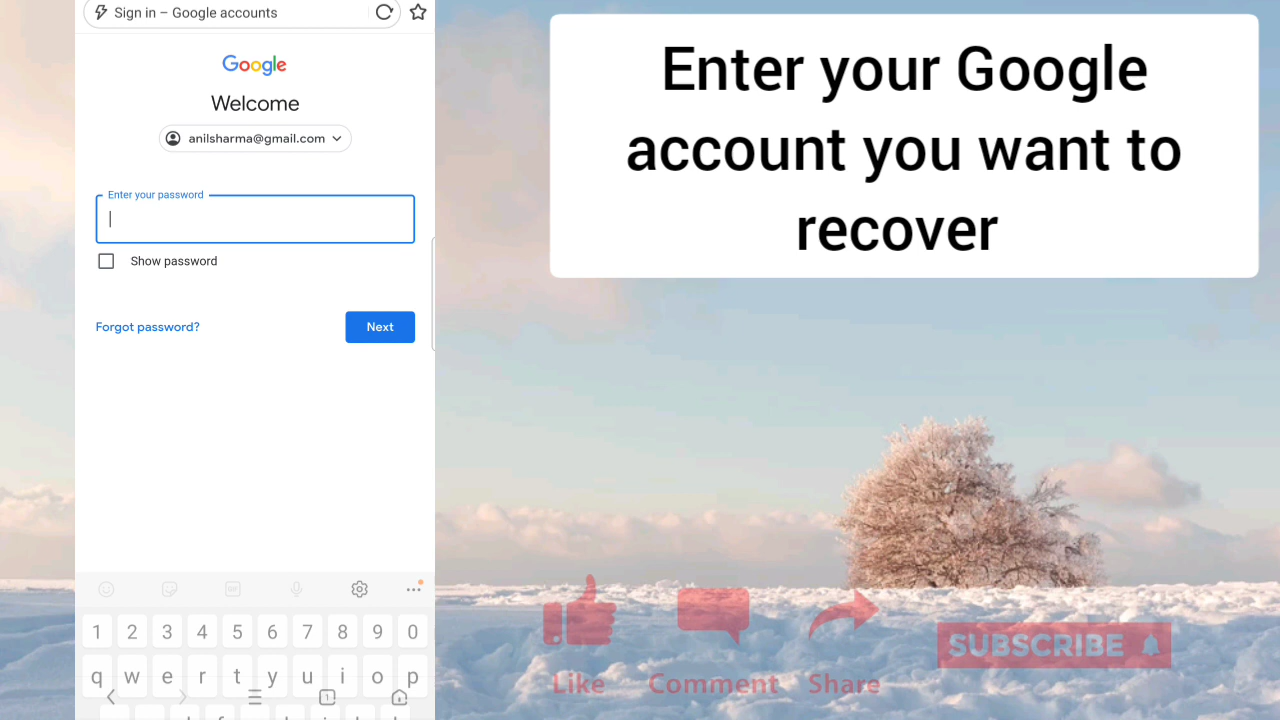 Sign in – Google accounts
Google
Welcome
anilsharma@gmail.com
Enter your password
Show password
Forgot password?
Next
GIF
1 2 3 4 5 6 7 8 9 0
q w e r t y u i o p
1
Enter your Google
account you want to
recover
Like
Comment
Share
SUBSCRIBE